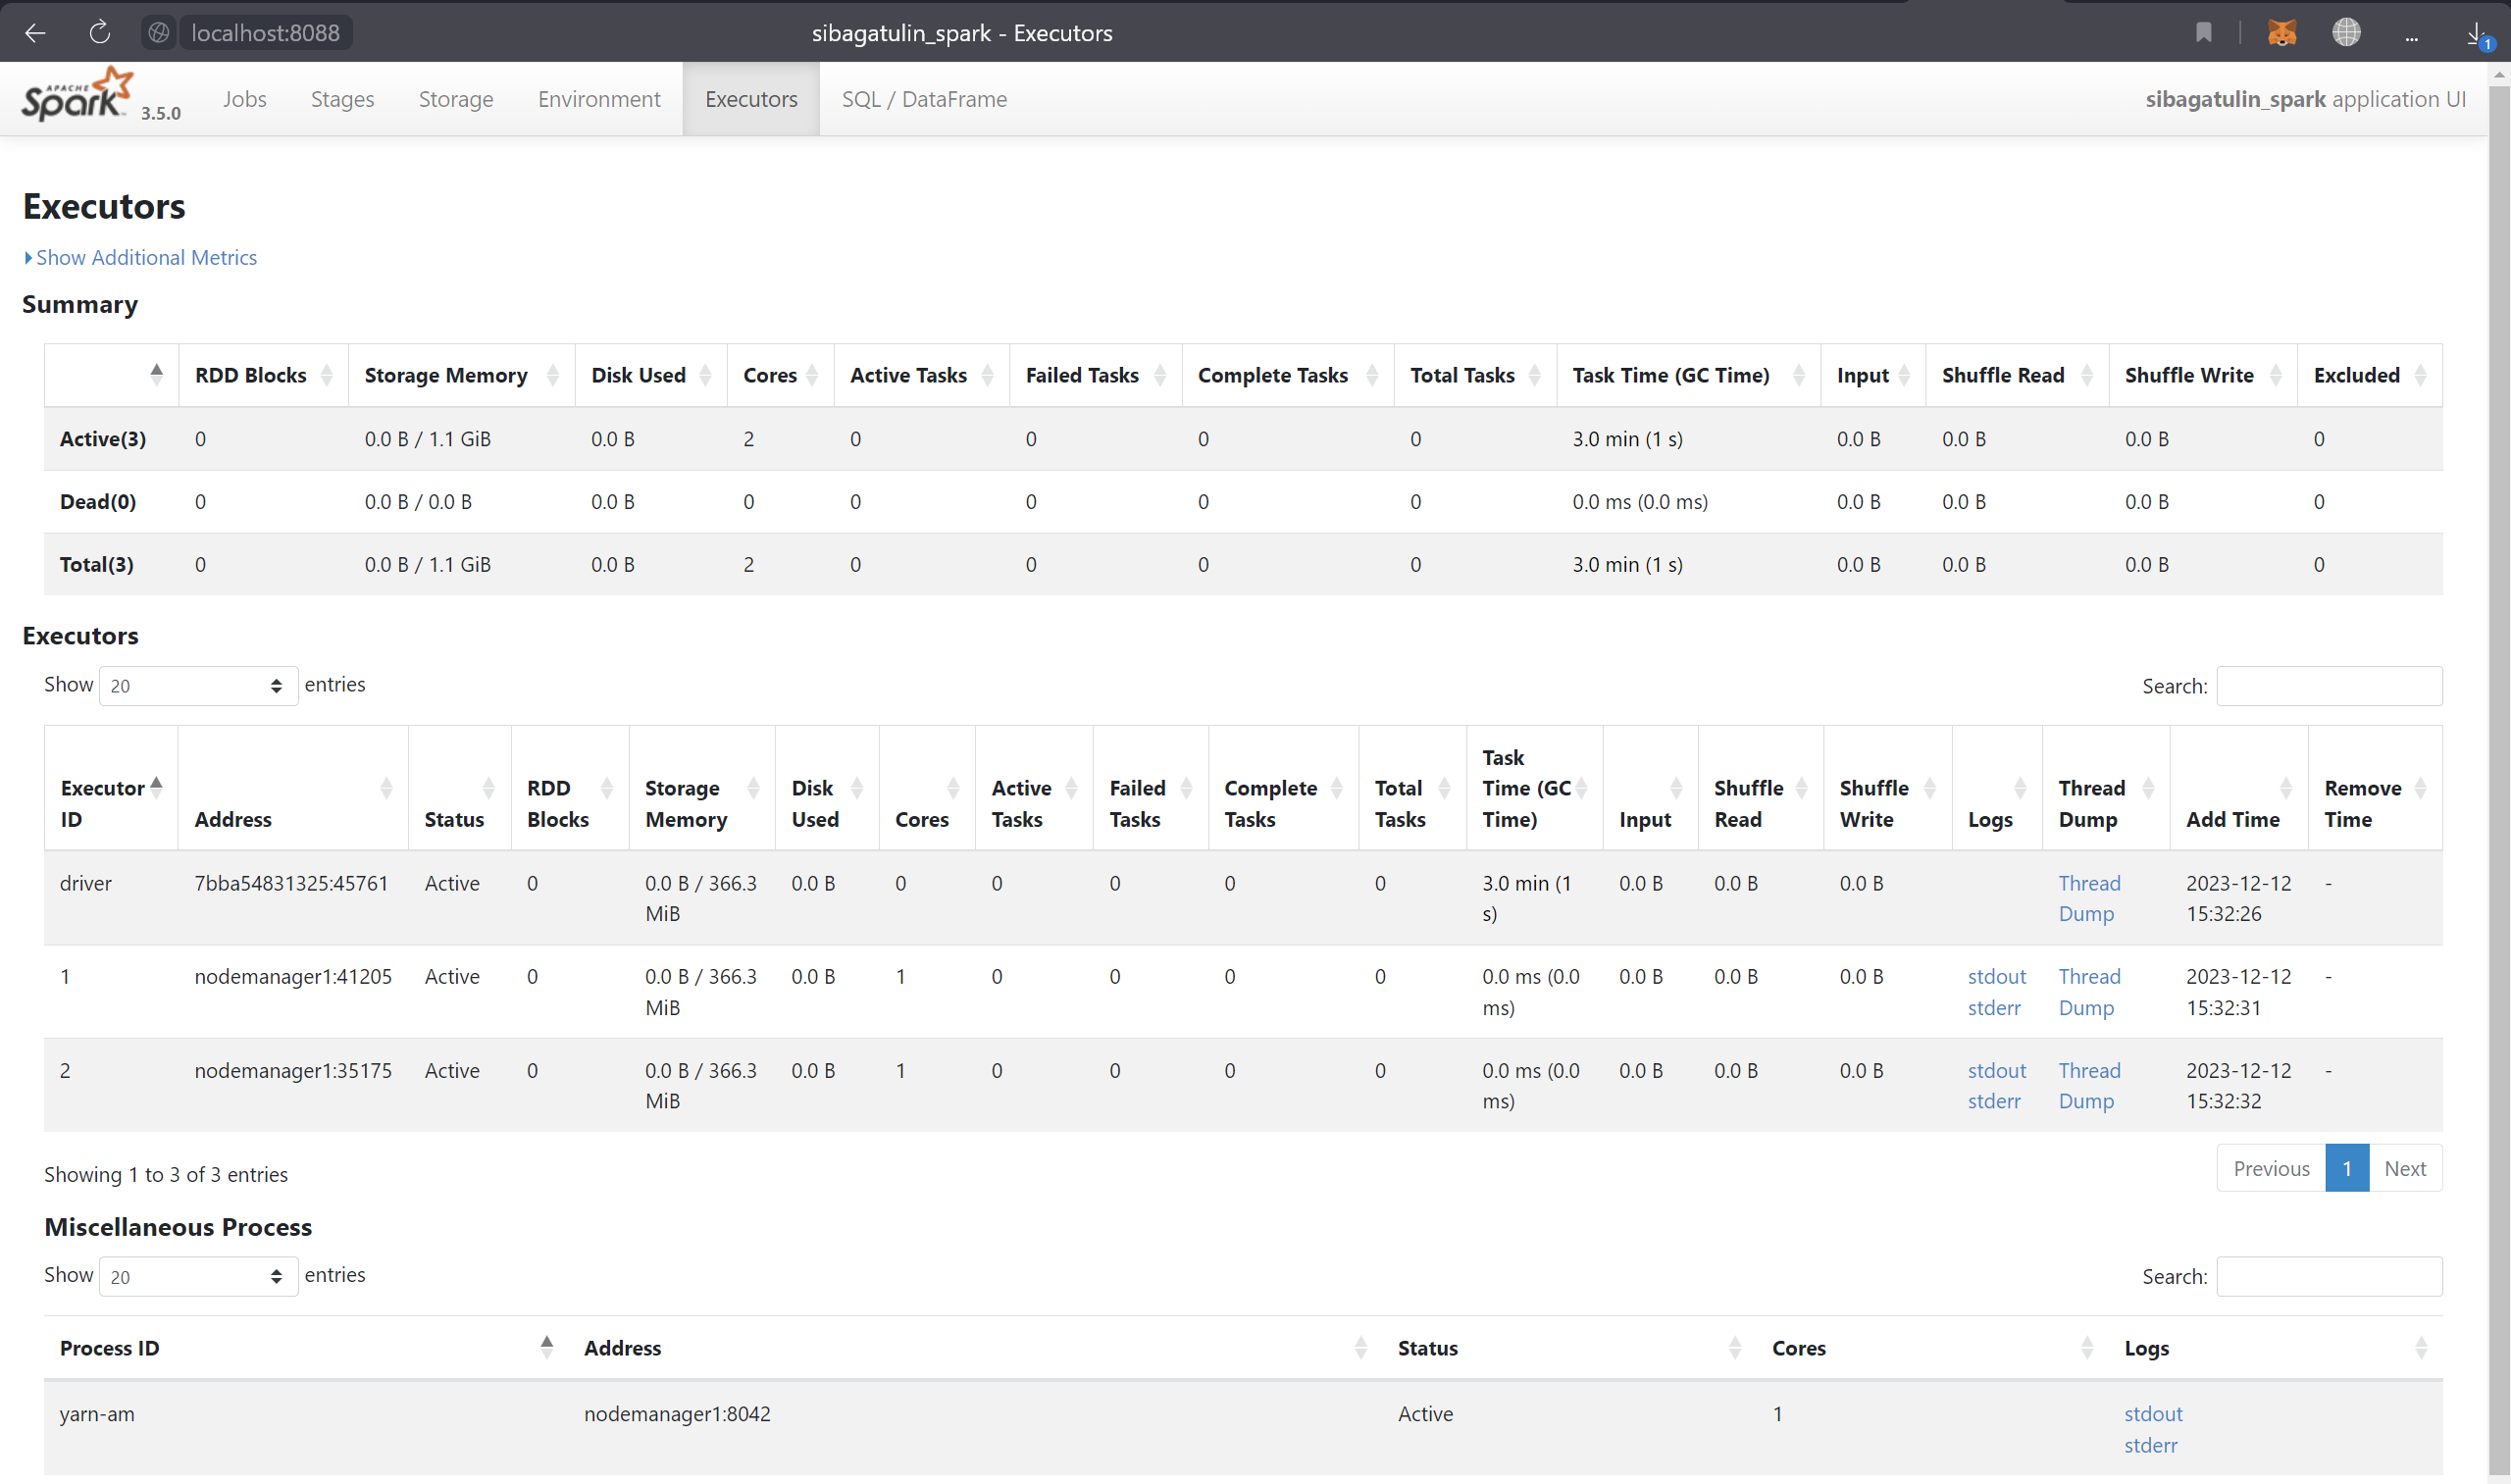 localhost:8088 sibagatulin_spark - Executors ... 1
APACHE Spark 3.5.0 Jobs Stages Storage Environment Executors SQL / DataFrame sibagatulin_spark application UI
Executors
Show Additional Metrics
Summary
RDD Blocks Storage Memory Disk Used Cores Active Tasks Failed Tasks Complete Tasks Total Tasks Task Time (GC Time) Input Shuffle Read Shuffle Write Excluded
Active(3) 0 0.0 B / 1.1 GiB 0.0 B 2 0 0 0 0 3.0 min (1 s) 0.0 B 0.0 B 0.0 B 0
Dead(0) 0 0.0 B / 0.0 B 0.0 B 0 0 0 0 0 0.0 ms (0.0 ms) 0.0 B 0.0 B 0.0 B 0
Total(3) 0 0.0 B / 1.1 GiB 0.0 B 2 0 0 0 0 3.0 min (1 s) 0.0 B 0.0 B 0.0 B 0
Executors
Show 20 entries Search:
Task
Executor RDD Storage Disk Active Failed Complete Total Time (GC Shuffle Shuffle Thread Remove
ID Address Status Blocks Memory Used Cores Tasks Tasks Tasks Tasks Time) Input Read Write Logs Dump Add Time Time
driver 7bba54831325:45761 Active 0 0.0 B / 366.3 0.0 B 0 0 0 0 0 3.0 min (1 0.0 B 0.0 B 0.0 B Thread 2023-12-12 -
MiB s) Dump 15:32:26
1 nodemanager1:41205 Active 0 0.0 B / 366.3 0.0 B 1 0 0 0 0 0.0 ms (0.0 0.0 B 0.0 B 0.0 B stdout Thread 2023-12-12 -
MiB ms) stderr Dump 15:32:31
2 nodemanager1:35175 Active 0 0.0 B / 366.3 0.0 B 1 0 0 0 0 0.0 ms (0.0 0.0 B 0.0 B 0.0 B stdout Thread 2023-12-12 -
MiB ms) stderr Dump 15:32:32
Showing 1 to 3 of 3 entries Previous 1 Next
Miscellaneous Process
Show 20 entries Search:
Process ID Address Status Cores Logs
yarn-am nodemanager1:8042 Active 1 stdout
stderr